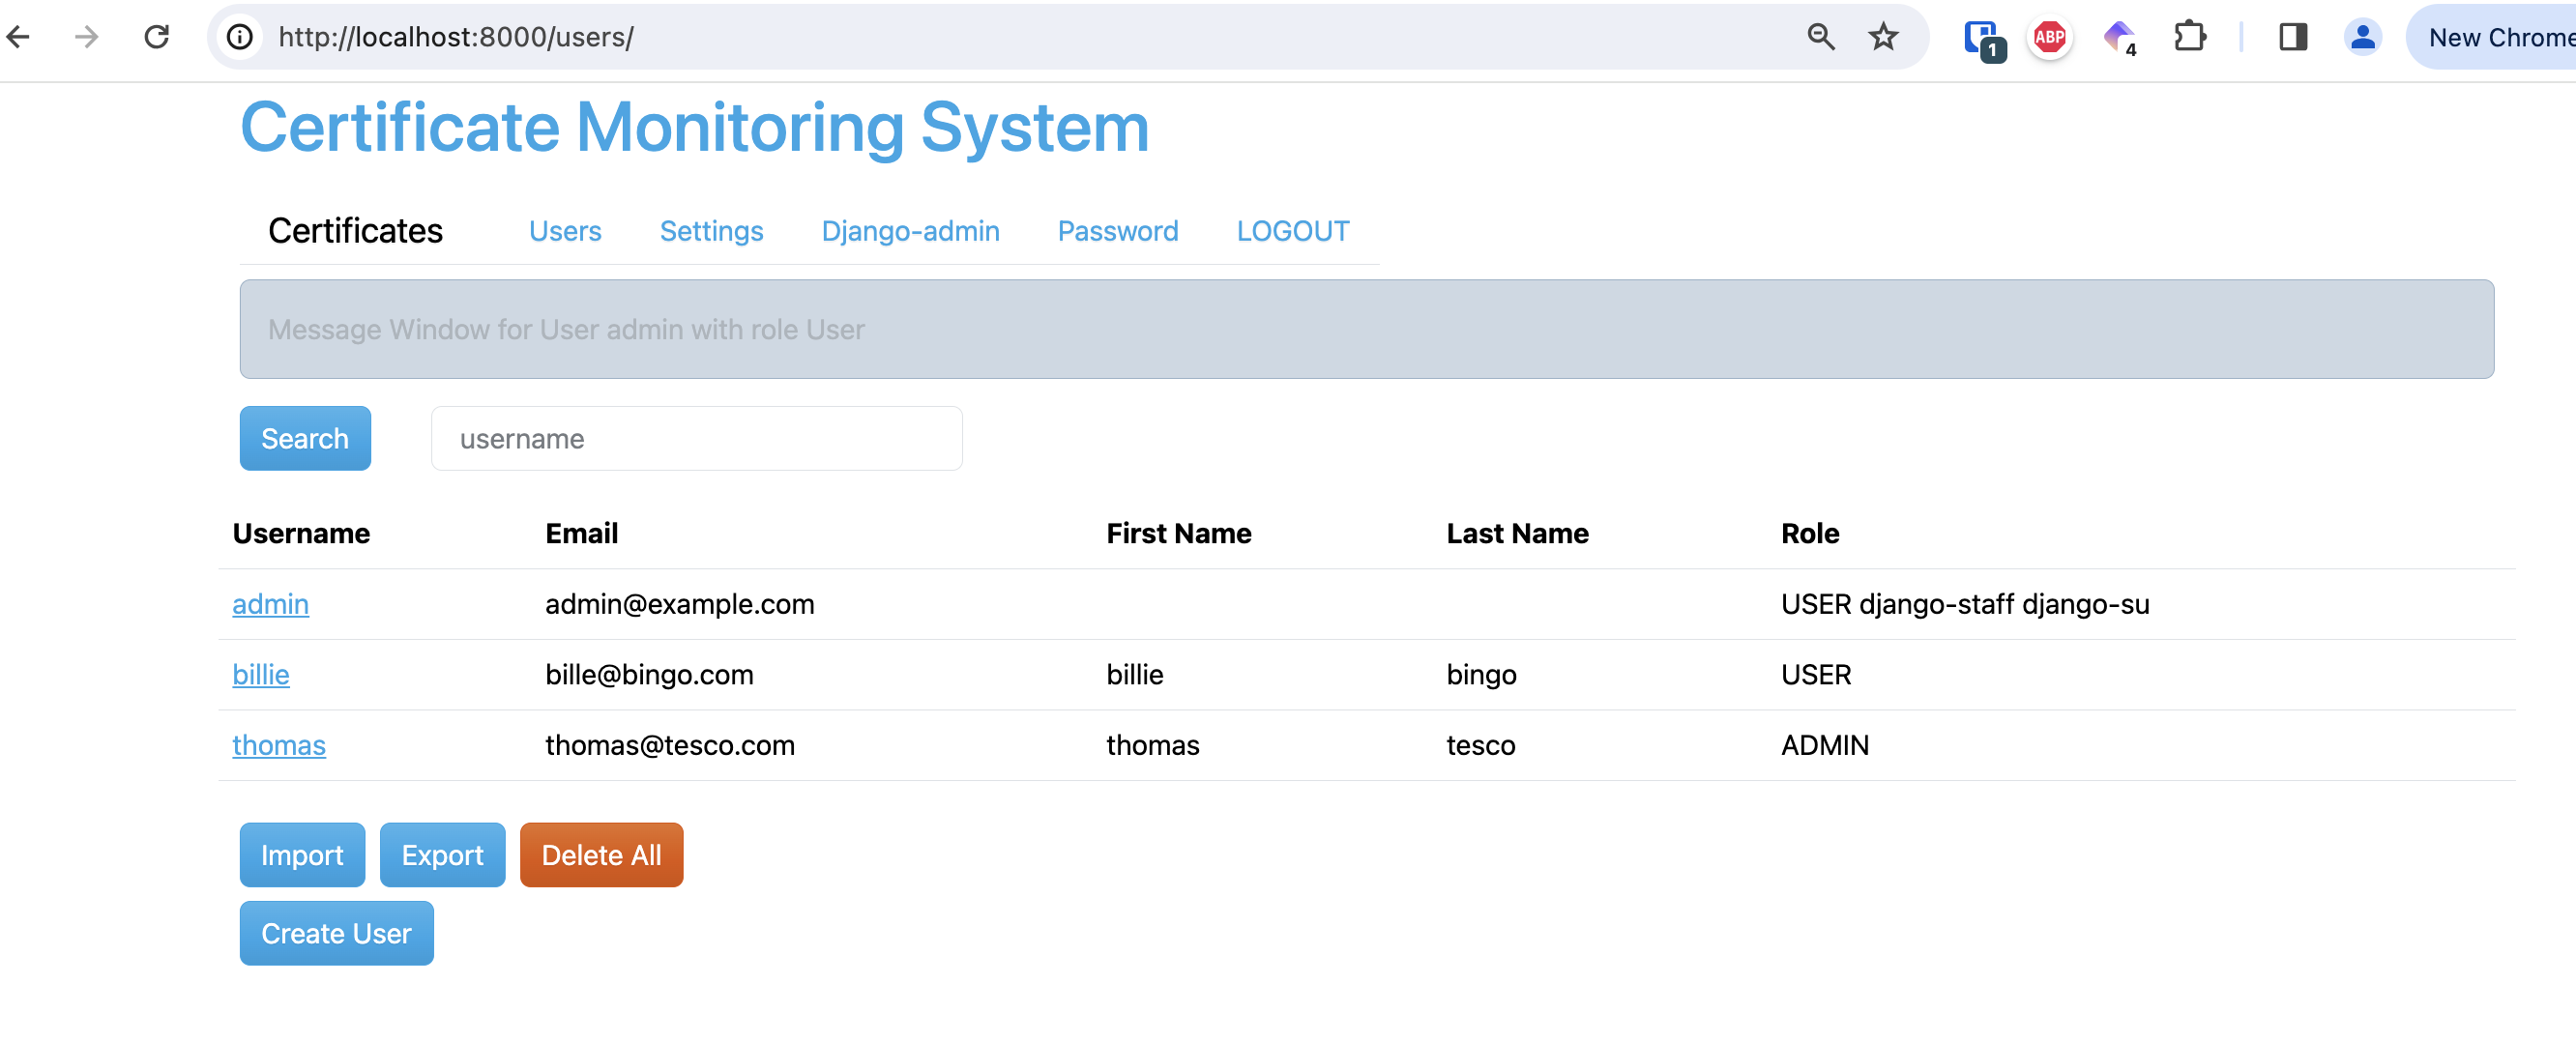 http://localhost:8000/users/
1
ABP
4
New Chrome
Certificate Monitoring System
Certificates Users Settings Django-admin Password LOGOUT
Message Window for User admin with role User
Search username
Username Email First Name Last Name Role
admin admin@example.com USER django-staff django-su
billie bille@bingo.com billie bingo USER
thomas thomas@tesco.com thomas tesco ADMIN
Import Export Delete All
Create User